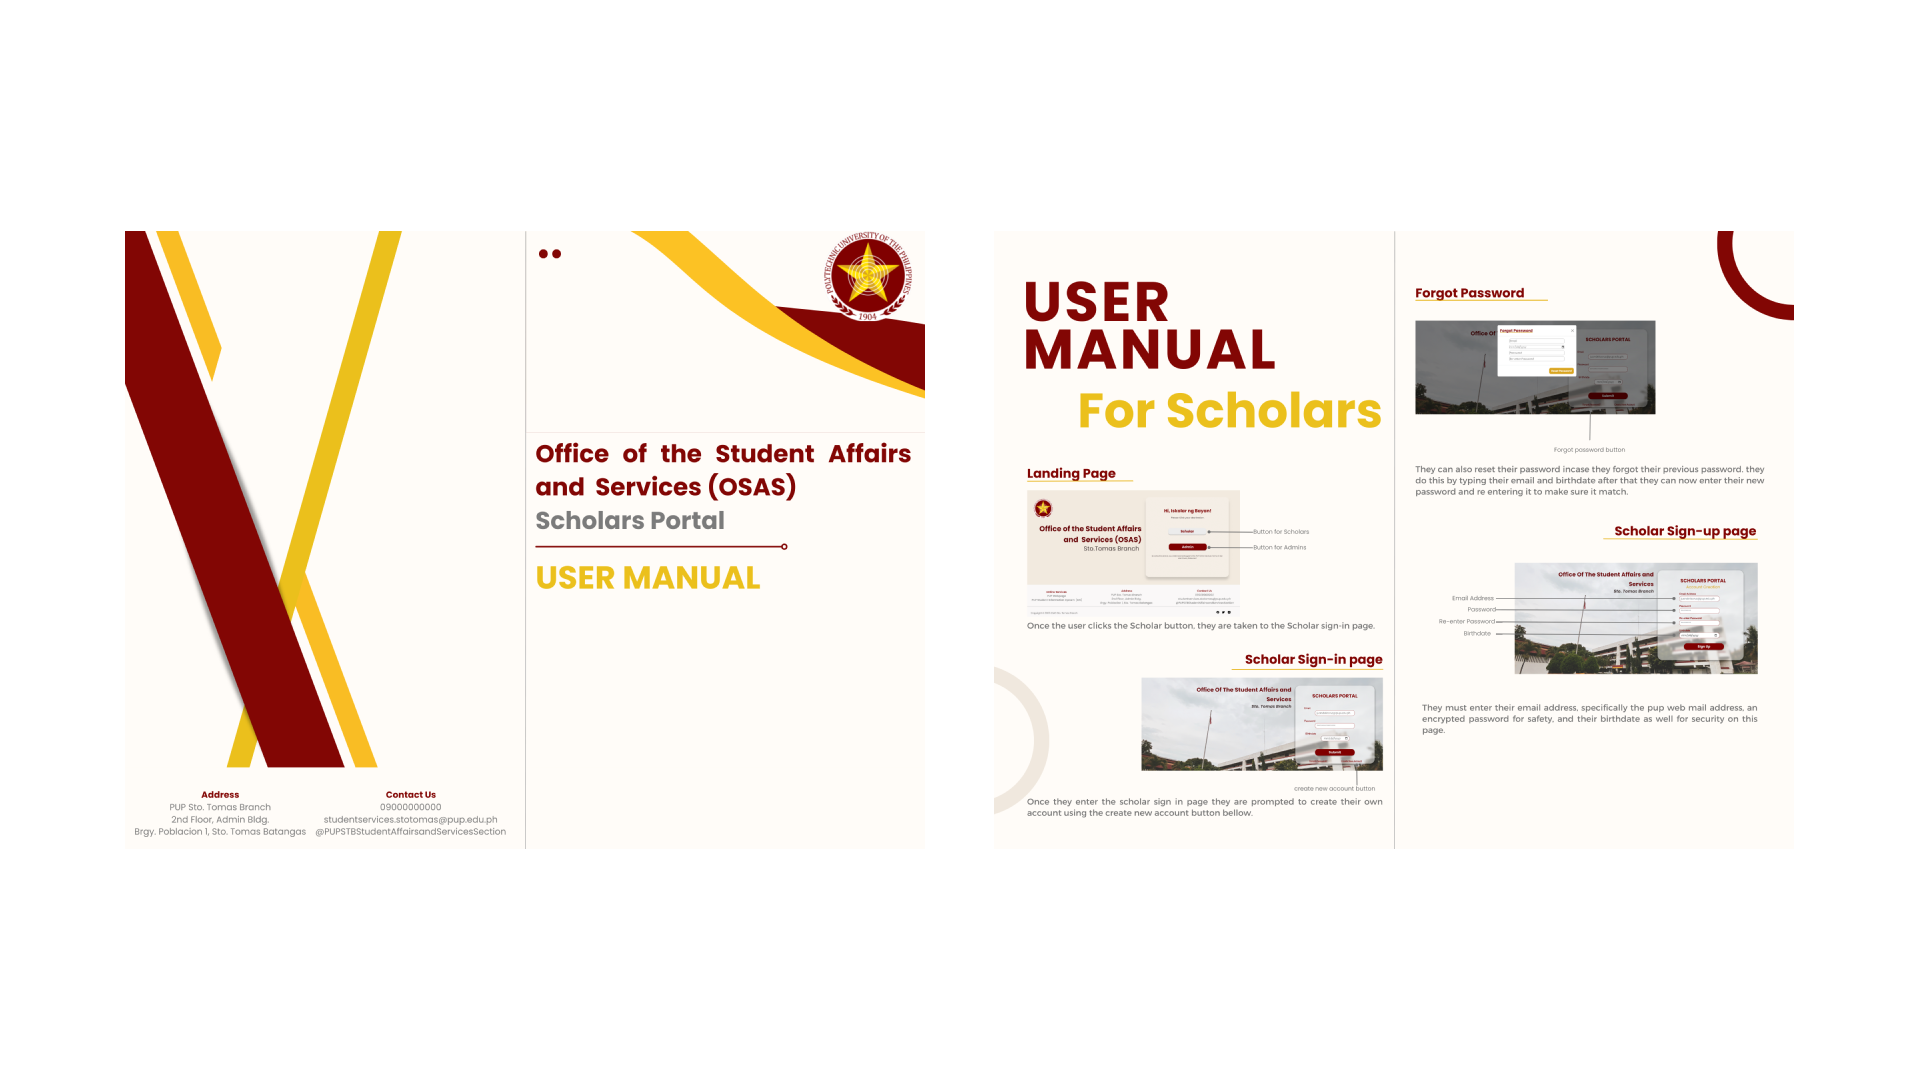 POLYTECHNIC UNIVERSITY OF THE PHILIPPINES
1904
Office of the Student Affairs
and Services (OSAS)
Scholars Portal
USER MANUAL
Address
PUP Sto. Tomas Branch
2nd Floor, Admin Bldg.
Brgy. Poblacion 1, Sto. Tomas Batangas
Contact Us
09000000000
studentservices.stotomas@pup.edu.ph
@PUPSTBStudentAffairsandServicesSection
USER
MANUAL
For Scholars
Landing Page
Office of the Student Affairs
and Services (OSAS)
Sto.Tomas Branch
Hi, Iskolar ng Bayan!
Scholar
Admin
Button for Scholars
Button for Admins
Address
Contact Us
Once the user clicks the Scholar button, they are taken to the Scholar sign-in page.
Scholar Sign-in page
Office Of The Student Affairs and
Services
Sto. Tomas Branch
SCHOLARS PORTAL
Submit
create new account button
Once they enter the scholar sign in page they are prompted to create their own
account using the create new account button bellow.
Forgot Password
Office Of
Forgot Password
SCHOLARS PORTAL
Submit
Forgot password button
They can also reset their password incase they forgot their previous password. they
do this by typing their email and birthdate after that they can now enter their new
password and re entering it to make sure it match.
Scholar Sign-up page
Office Of The Student Affairs and
Services
Sto. Tomas Branch
SCHOLARS PORTAL
Account Creation
Sign Up
Email Address
Password
Re-enter Password
Birthdate
They must enter their email address, specifically the pup web mail address, an
encrypted password for safety, and their birthdate as well for security on this
page.